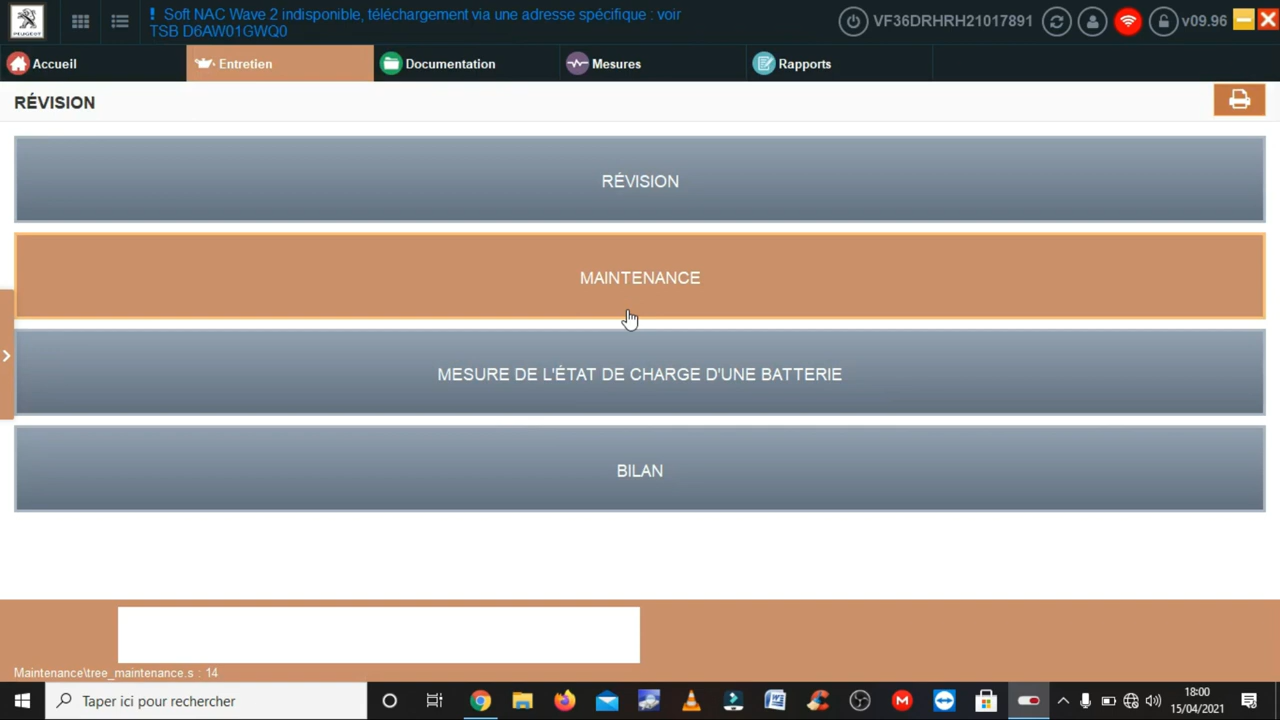 ! Soft NAC Wave 2 indisponible, téléchargement via une adresse spécifique : voir
TSB D6AW01GWQ0
VF36DRHRH21017891
v09.96
PEUGEOT
Accueil
Entretien
Documentation
Mesures
Rapports
RÉVISION
RÉVISION
MAINTENANCE
MESURE DE L'ÉTAT DE CHARGE D'UNE BATTERIE
BILAN
Maintenance\tree_maintenance.s : 14
Taper ici pour rechercher
18:00
15/04/2021